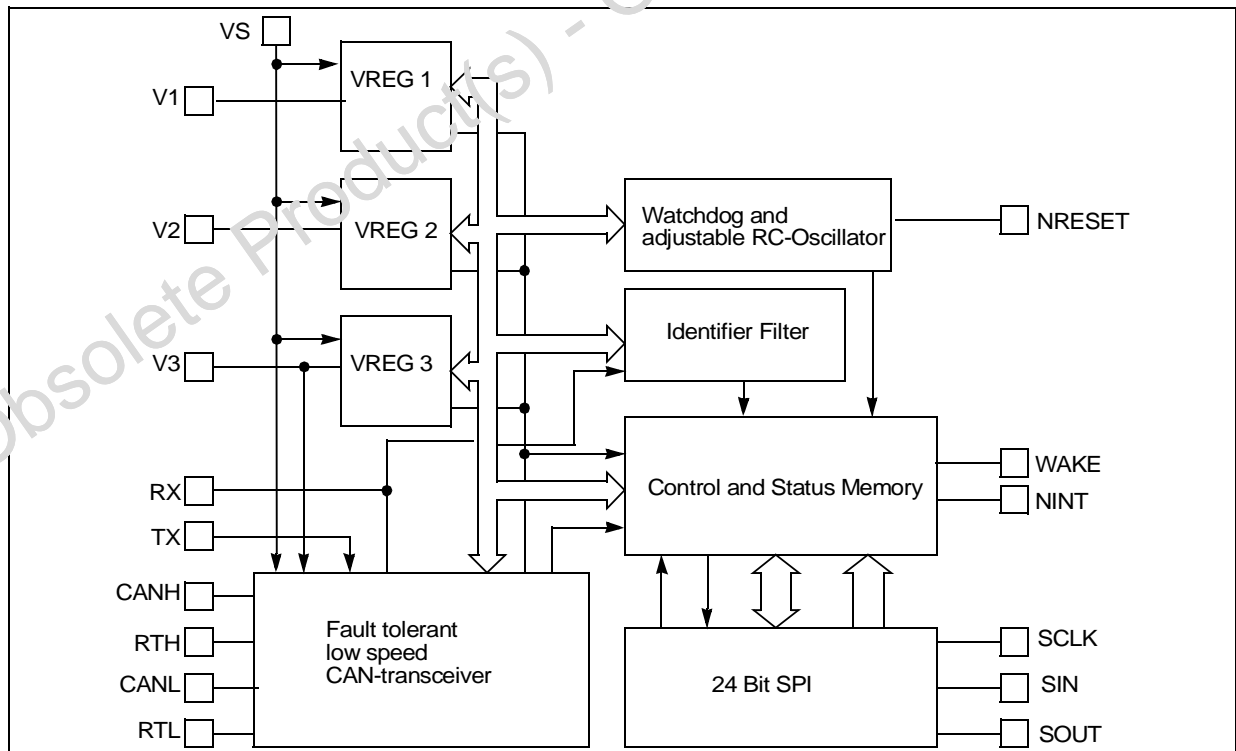 Obsolete Product(s) -
VS
VREG 1
V1
VREG 2
V2
Watchdog and
adjustable RC-Oscillator
NRESET
Identifier Filter
VREG 3
V3
Control and Status Memory
WAKE
NINT
RX
TX
CANH
RTH
CANL
RTL
Fault tolerant
low speed
CAN-transceiver
24 Bit SPI
SCLK
SIN
SOUT